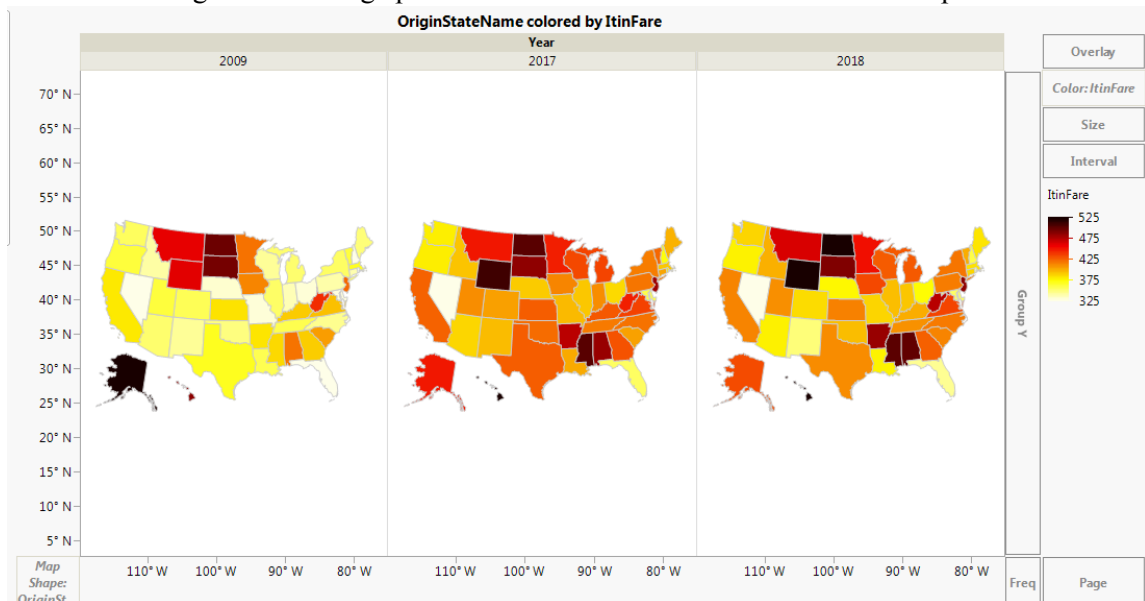 OriginStateName colored by ItinFare
Year
2009 2017 2018
Overlay
Color: ItinFare
Size
Interval
ItinFare
525
475
425
375
325
70° N
65° N
60° N
55° N
50° N
45° N
40° N
35° N
30° N
25° N
20° N
15° N
10° N
5° N
Group Y
110° W 100° W 90° W 80° W 110° W 100° W 90° W 80° W 110° W 100° W 90° W 80° W
Map
Shape:
OriginSt...
Freq
Page